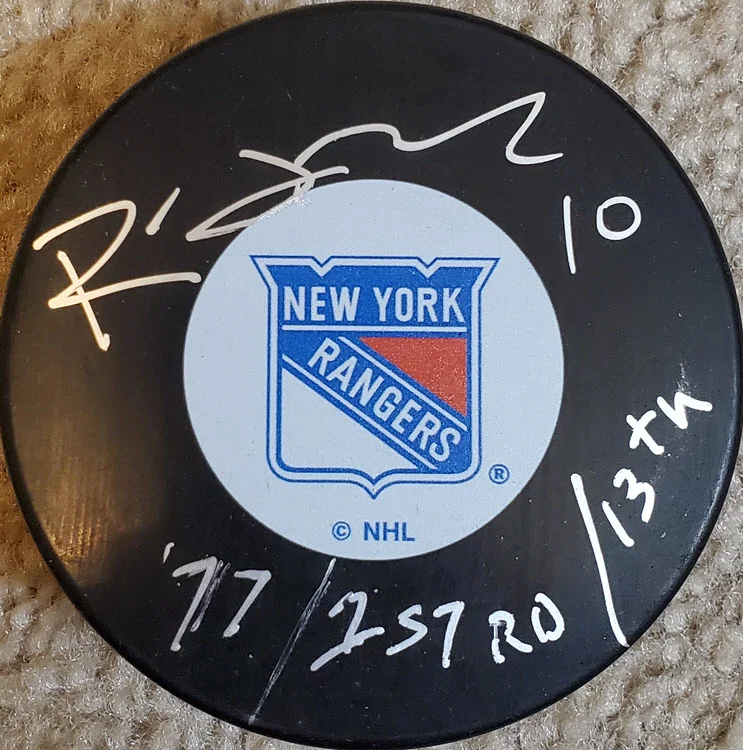 10
NEW YORK
RANGERS
®
© NHL
'77/1ST RD/13th